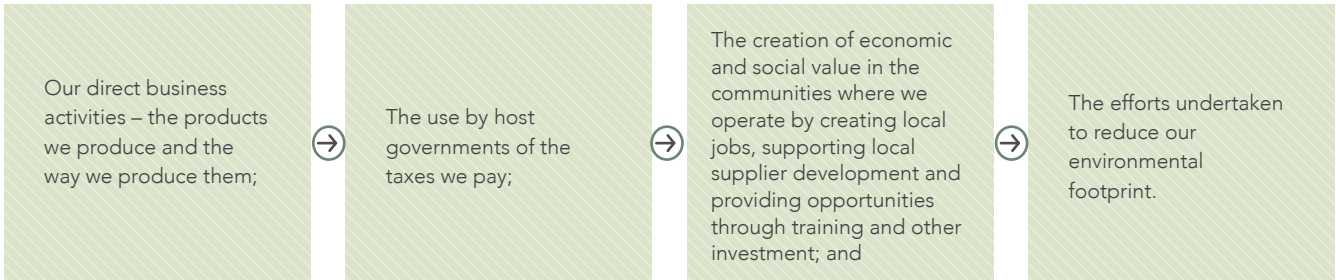 Our direct business
activities – the products
we produce and the
way we produce them;
The use by host
governments of the
taxes we pay;
The creation of economic
and social value in the
communities where we
operate by creating local
jobs, supporting local
supplier development and
providing opportunities
through training and other
investment; and
The efforts undertaken
to reduce our
environmental
footprint.